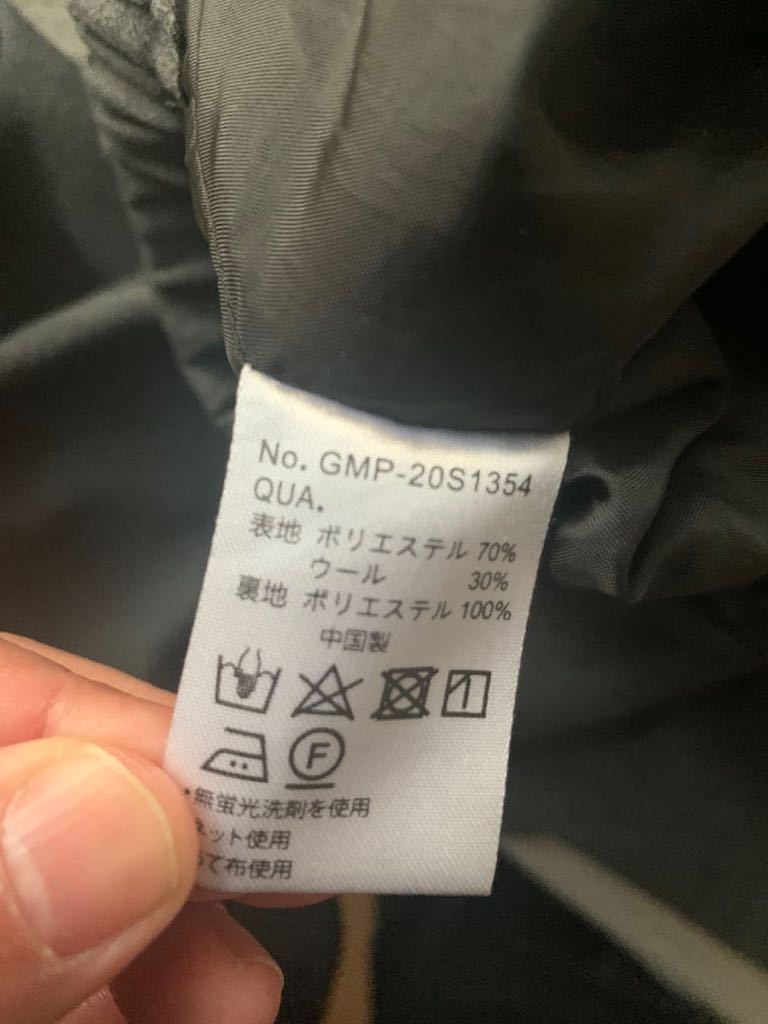 No. GMP-20S1354
QUA.
表地 ポリエステル 70%
ウール 30%
裏地 ポリエステル 100%
中国製
F
・無蛍光洗剤を使用
ネット使用
て布使用